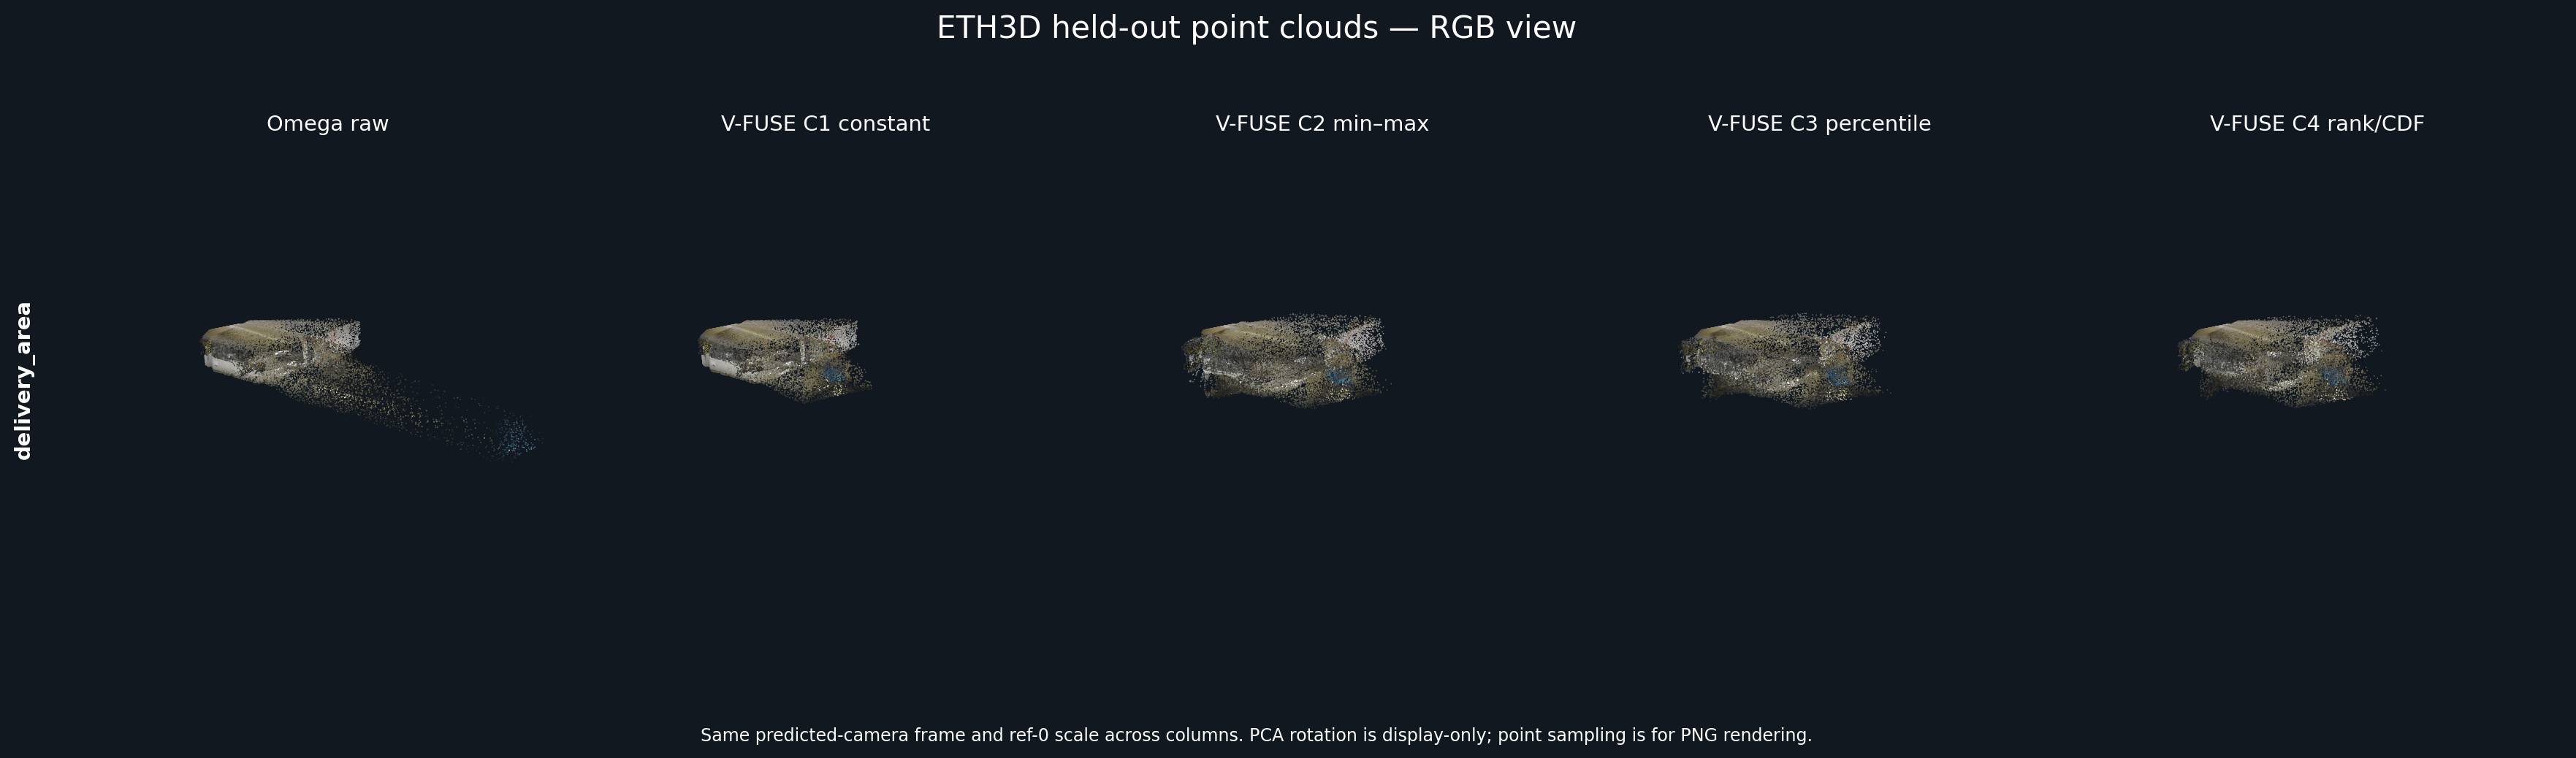 ETH3D held-out point clouds — RGB view
Omega raw
V-FUSE C1 constant
V-FUSE C2 min–max
V-FUSE C3 percentile
V-FUSE C4 rank/CDF
delivery_area
Same predicted-camera frame and ref-0 scale across columns. PCA rotation is display-only; point sampling is for PNG rendering.